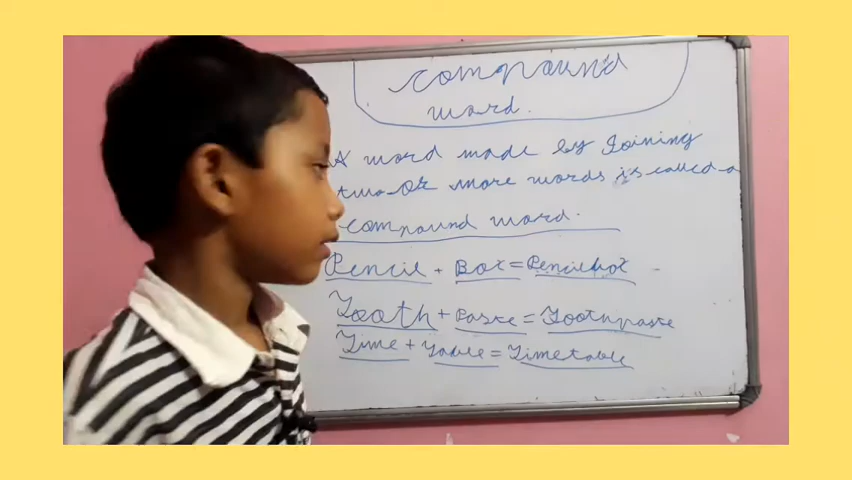 compound
word.
A word made by Joining
two or more words is called a
compound word.
Pencil + Box = Pencilbox
Tooth + Paste = Toothpaste
Time + Table = Timetable